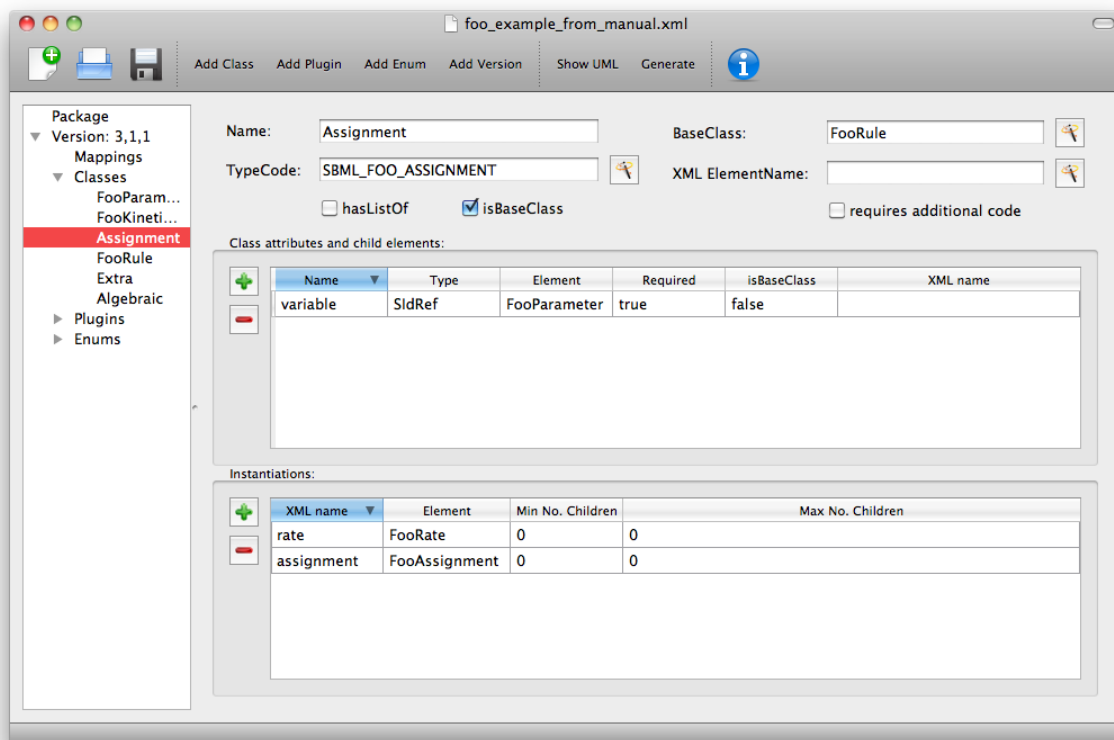 foo_example_from_manual.xml
Add Class Add Plugin Add Enum Add Version Show UML Generate
Package
Version: 3,1,1
Mappings
Classes
FooParam...
FooKineti...
Assignment
FooRule
Extra
Algebraic
Plugins
Enums
Name: Assignment BaseClass: FooRule
TypeCode: SBML_FOO_ASSIGNMENT XML ElementName:
hasListOf isBaseClass requires additional code
Class attributes and child elements:
Name Type Element Required isBaseClass XML name
variable SIdRef FooParameter true false
Instantiations:
XML name Element Min No. Children Max No. Children
rate FooRate 0 0
assignment FooAssignment 0 0